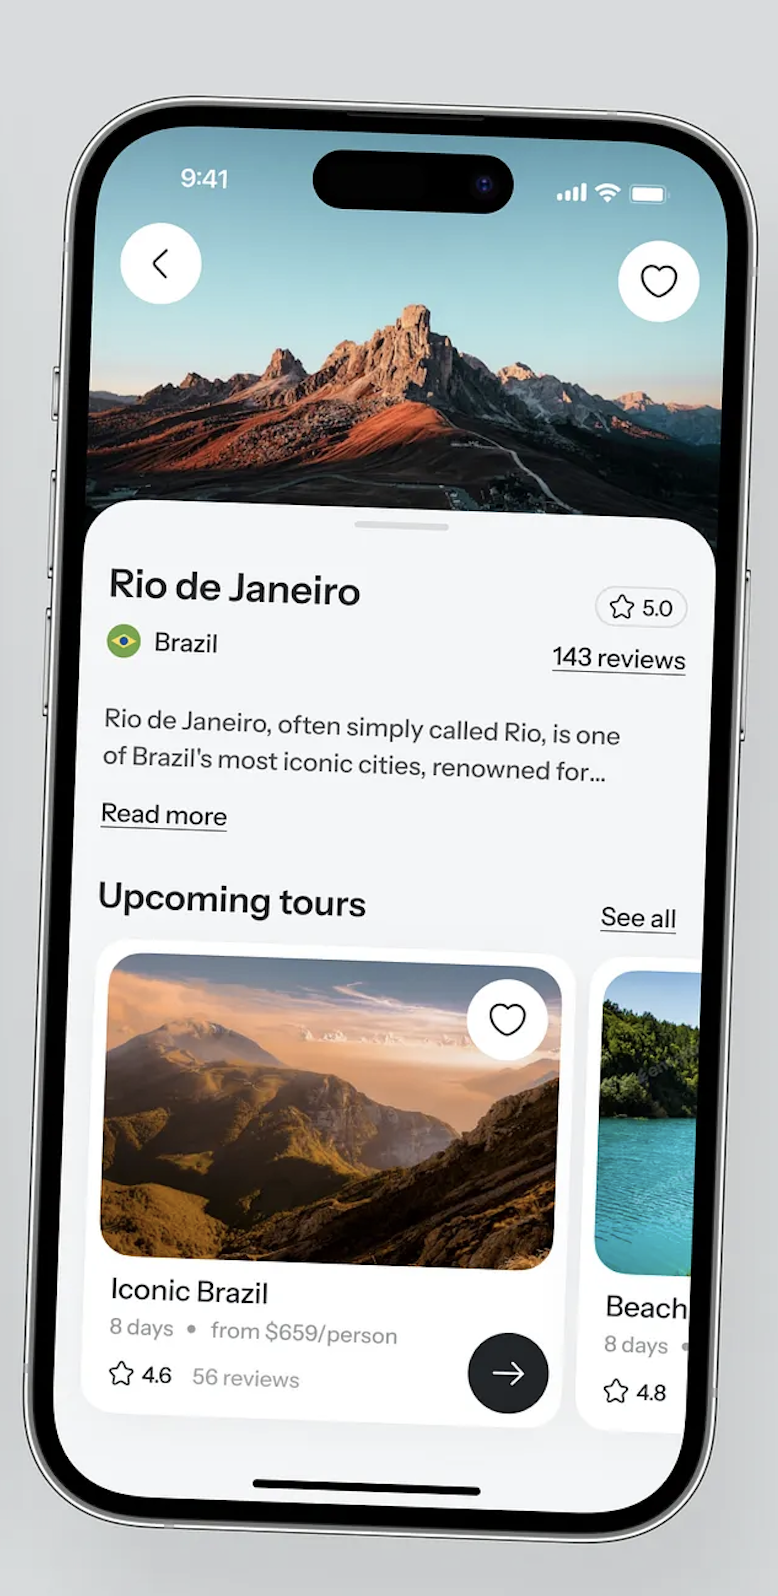 9:41
Rio de Janeiro
5.0
Brazil
143 reviews
Rio de Janeiro, often simply called Rio, is one
of Brazil's most iconic cities, renowned for...
Read more
Upcoming tours
See all
Iconic Brazil
8 days • from $659/person
4.6 56 reviews
Beach
8 days •
4.8